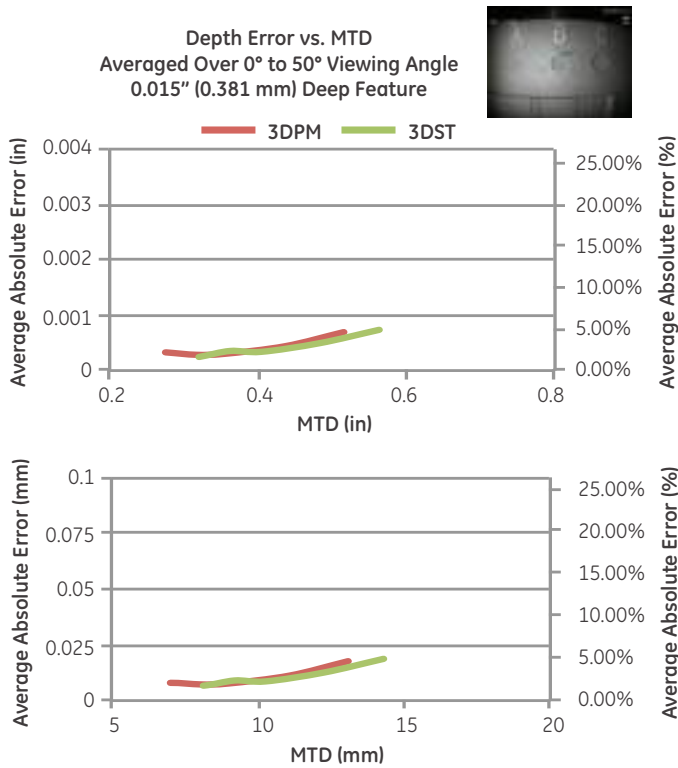 Depth Error vs. MTD
Averaged Over 0° to 50° Viewing Angle
0.015” (0.381 mm) Deep Feature
3DPM 3DST
Average Absolute Error (in)
0.004
0.003
0.002
0.001
0
0.2 0.4 0.6 0.8
MTD (in)
25.00%
20.00%
15.00%
10.00%
5.00%
0.00%
Average Absolute Error (%)
Average Absolute Error (mm)
0.1
0.075
0.05
0.025
0
5 10 15 20
MTD (mm)
25.00%
20.00%
15.00%
10.00%
5.00%
0.00%
Average Absolute Error (%)